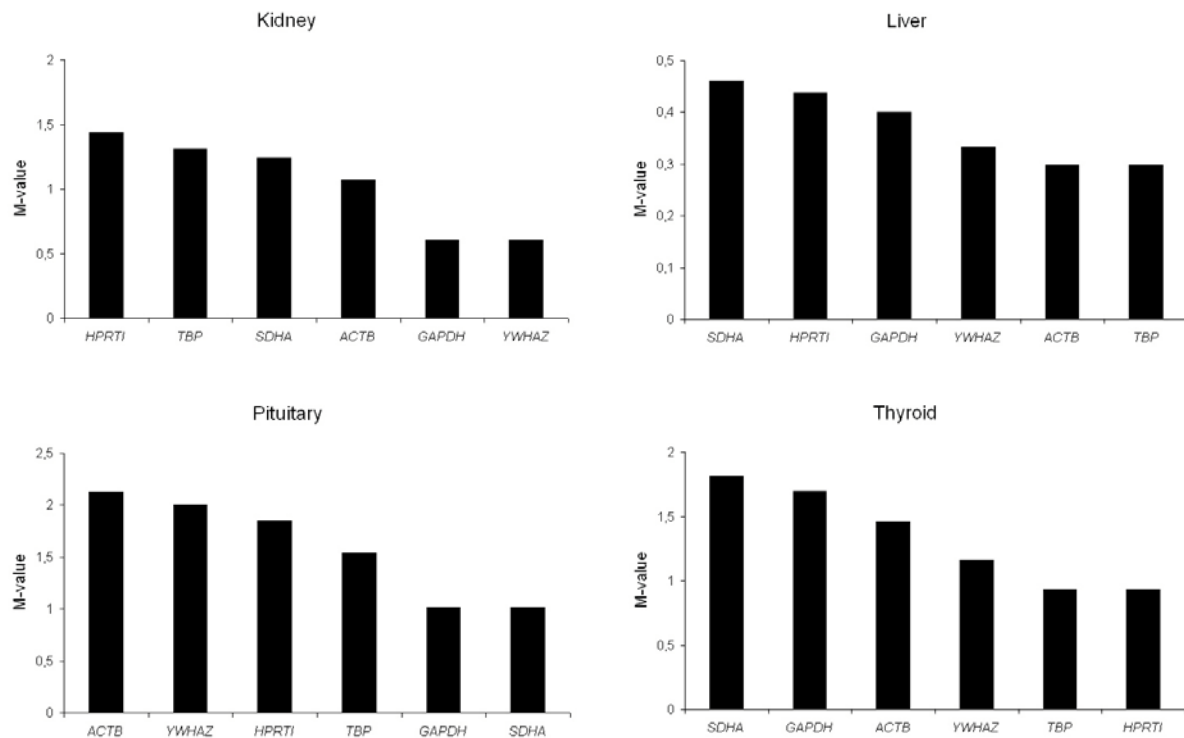 Kidney
2
1,5
1
0,5
0
M-value
HPRTI TBP SDHA ACTB GAPDH YWHAZ
Liver
0,5
0,4
0,3
0,2
0,1
0
M-value
SDHA HPRTI GAPDH YWHAZ ACTB TBP
Pituitary
2,5
2
1,5
1
0,5
0
M-value
ACTB YWHAZ HPRTI TBP GAPDH SDHA
Thyroid
2
1,5
1
0,5
0
M-value
SDHA GAPDH ACTB YWHAZ TBP HPRTI